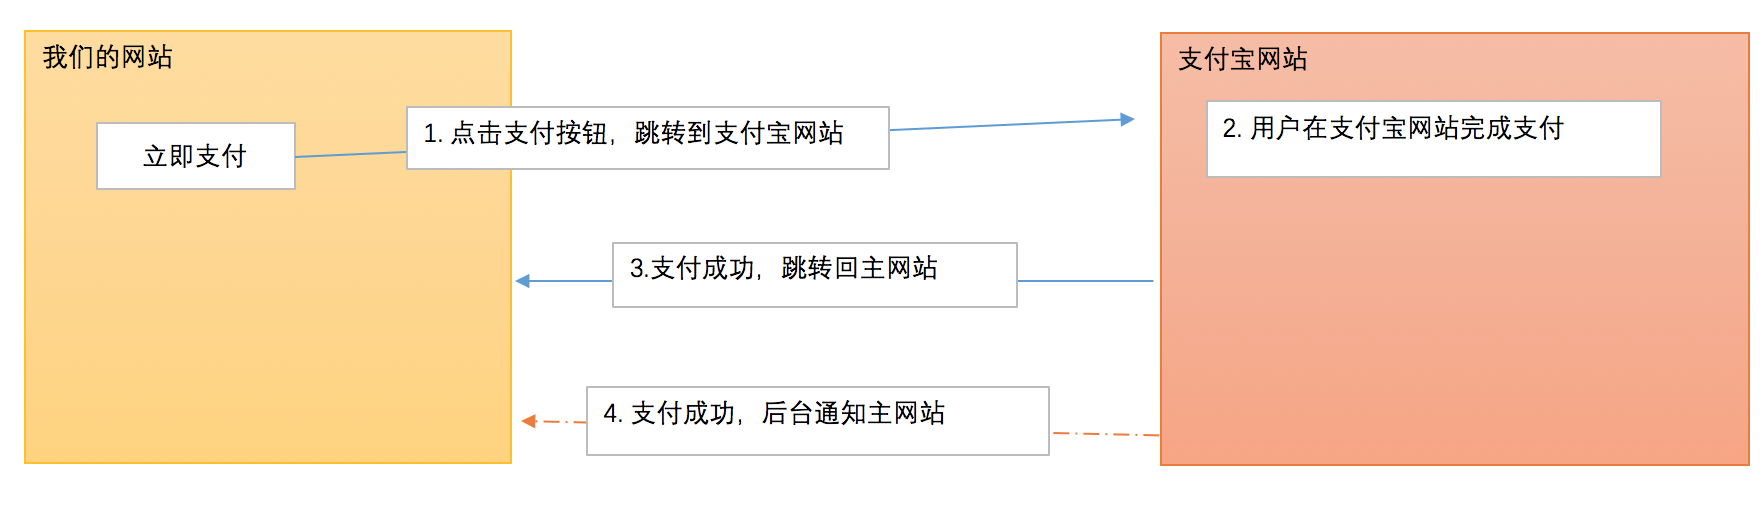 我们的网站
支付宝网站
立即支付
1. 点击支付按钮，跳转到支付宝网站
2. 用户在支付宝网站完成支付
3.支付成功，跳转回主网站
4. 支付成功，后台通知主网站